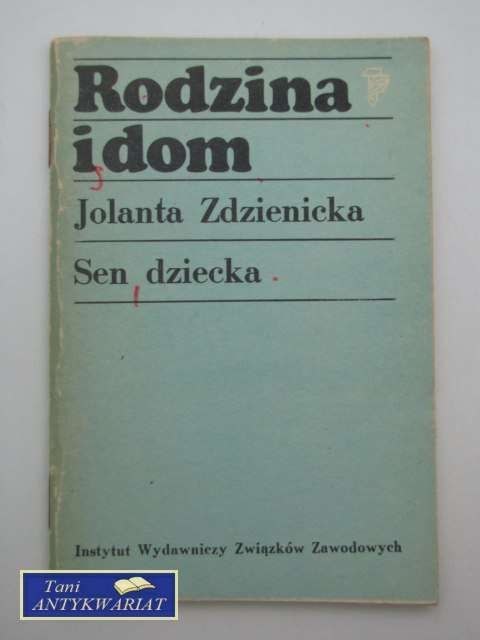 Rodzina
i dom
Jolanta Zdzienicka
Sen dziecka
Instytut Wydawniczy Związków Zawodowych
Tani
ANTYKWARIAT